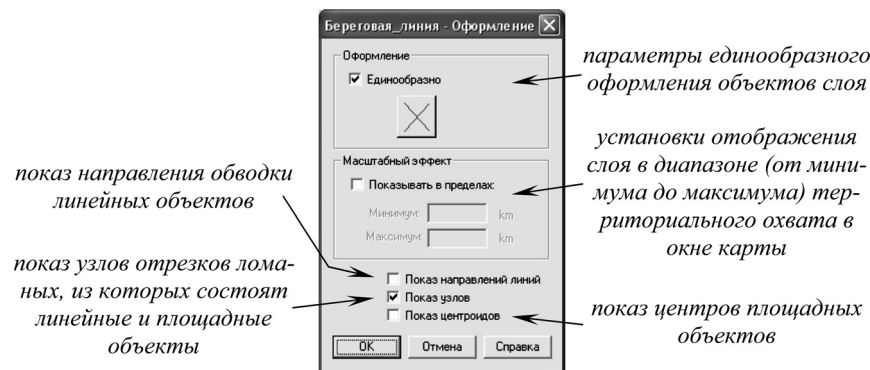 Береговая_линия - Оформление
Оформление
Единообразно
параметры единообразного
оформления объектов слоя
Масштабный эффект
Показывать в пределах:
Минимум: km
Максимум: km
установки отображения
слоя в диапазоне (от мини-
мума до максимума) тер-
риториального охвата в
окне карты
показ направления обводки
линейных объектов
показ узлов отрезков лома-
ных, из которых состоят
линейные и площадные
объекты
Показ направлений линий
Показ узлов
Показ центроидов
показ центров площадных
объектов
OK Отмена Справка